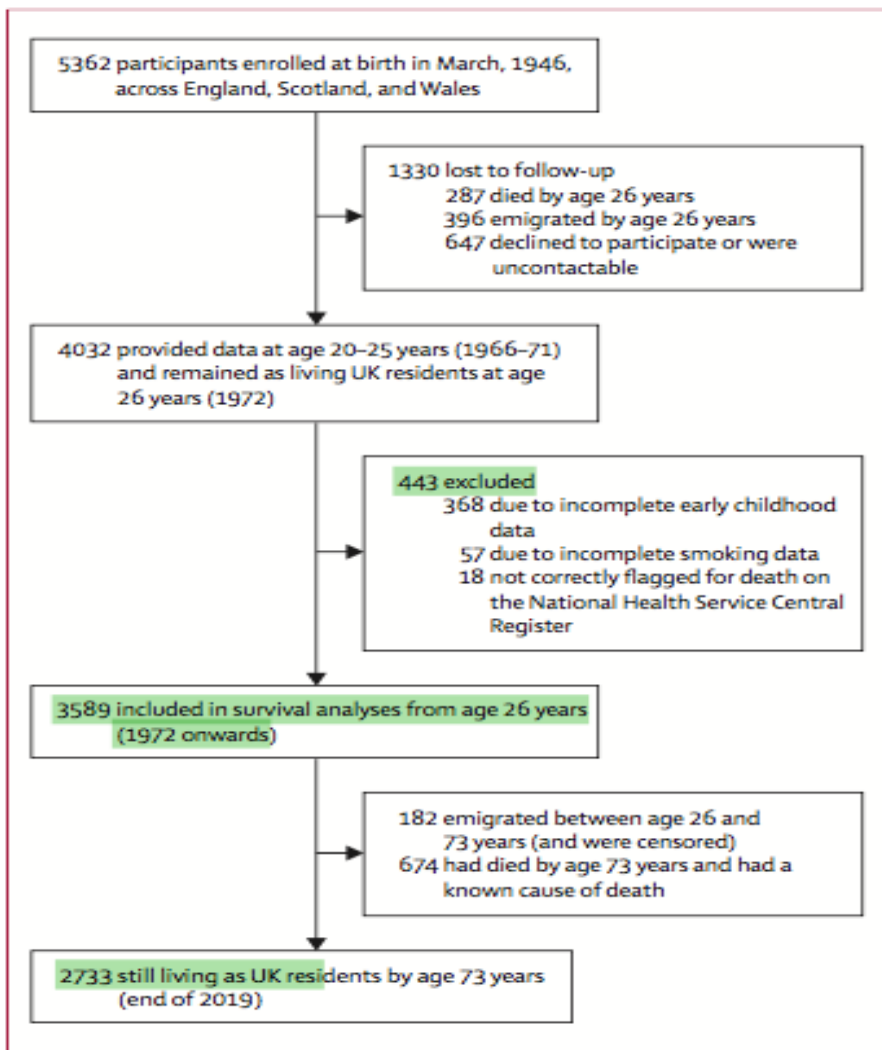 5362 participants enrolled at birth in March, 1946,
across England, Scotland, and Wales
1330 lost to follow-up
287 died by age 26 years
396 emigrated by age 26 years
647 declined to participate or were
uncontactable
4032 provided data at age 20–25 years (1966–71)
and remained as living UK residents at age
26 years (1972)
443 excluded
368 due to incomplete early childhood
data
57 due to incomplete smoking data
18 not correctly flagged for death on
the National Health Service Central
Register
3589 included in survival analyses from age 26 years
(1972 onwards)
182 emigrated between age 26 and
73 years (and were censored)
674 had died by age 73 years and had a
known cause of death
2733 still living as UK residents by age 73 years
(end of 2019)